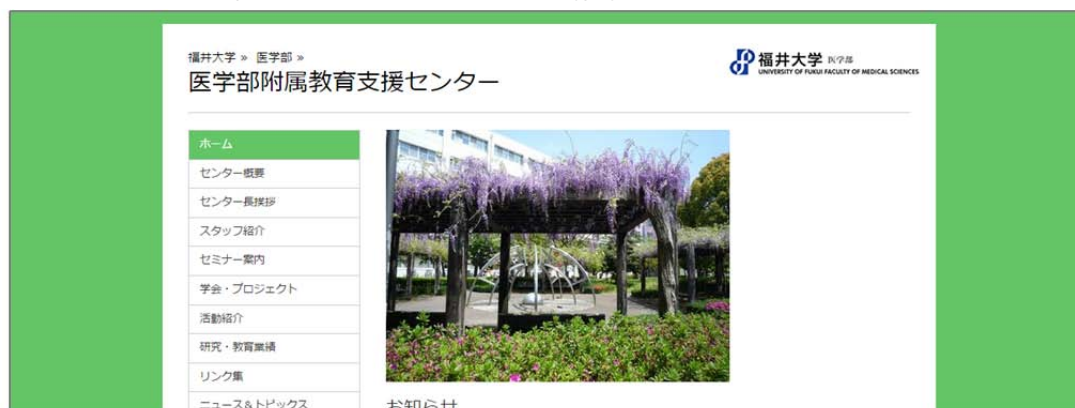 福井大学 » 医学部 »
医学部附属教育支援センター
福井大学 医学部
UNIVERSITY OF FUKUI FACULTY OF MEDICAL SCIENCES
ホーム
センター概要
センター長挨拶
スタッフ紹介
セミナー案内
学会・プロジェクト
活動紹介
研究・教育業績
リンク集
ニュース&トピックス
お知らせ